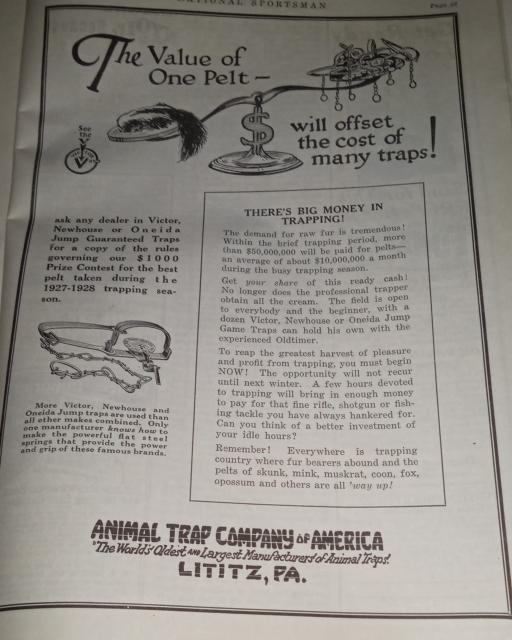 NATIONAL SPORTSMAN
The Value of
One Pelt—
$
will offset
the cost of
many traps!
See
the
V
ask any dealer in Victor,
Newhouse or Oneida
Jump Guaranteed Traps
for a copy of the rules
governing our $1000
Prize Contest for the best
pelt taken during the
1927-1928 trapping sea-
son.
More Victor, Newhouse and
Oneida Jump traps are used than
all other makes combined. Only
one manufacturer knows how to
make the powerful flat steel
springs that provide the power
and grip of these famous brands.
THERE'S BIG MONEY IN
TRAPPING!
The demand for raw fur is tremendous!
Within the brief trapping period, more
than $50,000,000 will be paid for pelts—
an average of about $10,000,000 a month
during the busy trapping season.
Get your share of this ready cash!
No longer does the professional trapper
obtain all the cream. The field is open
to everybody and the beginner, with a
dozen Victor, Newhouse or Oneida Jump
Game Traps can hold his own with the
experienced Oldtimer.
To reap the greatest harvest of pleasure
and profit from trapping, you must begin
NOW! The opportunity will not recur
until next winter. A few hours devoted
to trapping will bring in enough money
to pay for that fine rifle, shotgun or fish-
ing tackle you have always hankered for.
Can you think of a better investment of
your idle hours?
Remember! Everywhere is trapping
country where fur bearers abound and the
pelts of skunk, mink, muskrat, coon, fox,
opossum and others are all 'way up!
ANIMAL TRAP COMPANY OF AMERICA
"The World's Oldest AND Largest Manufacturers of Animal Traps."
LITITZ, PA.